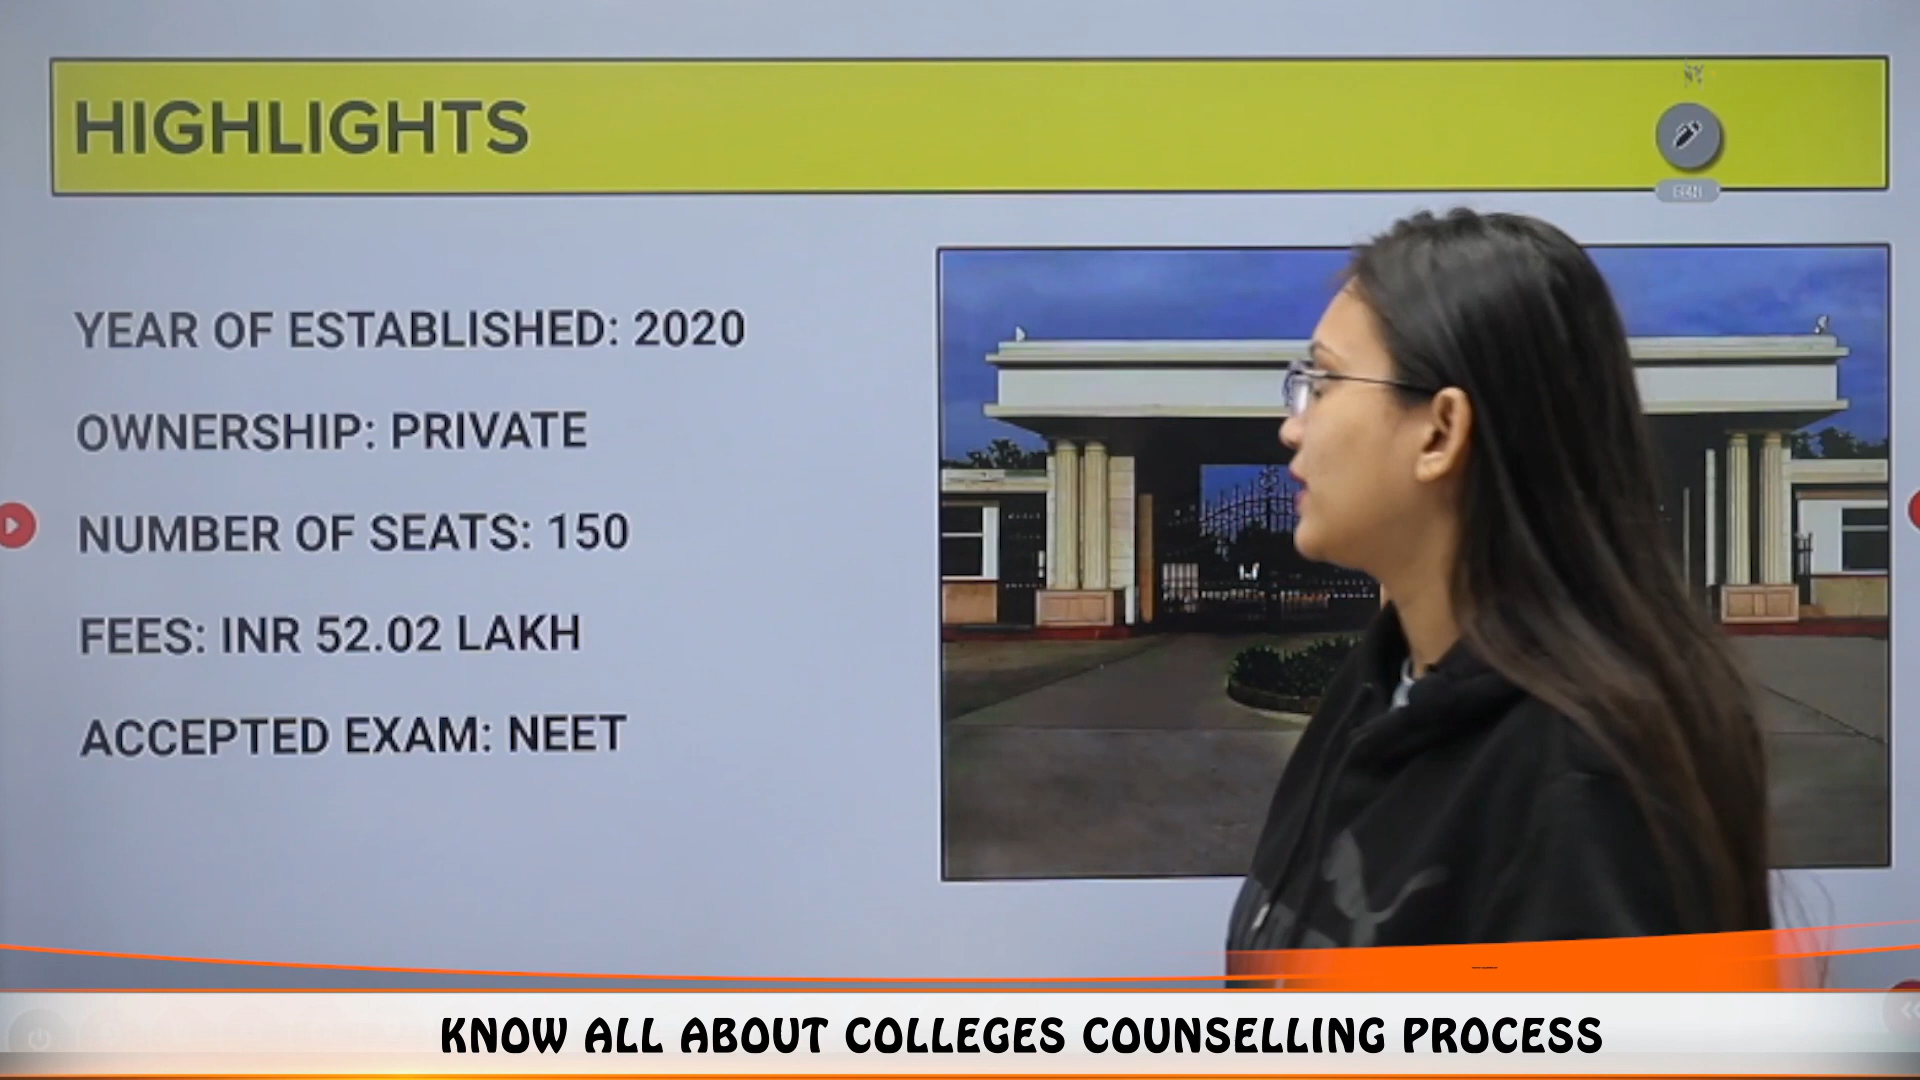 HIGHLIGHTS
YEAR OF ESTABLISHED: 2020
OWNERSHIP: PRIVATE
NUMBER OF SEATS: 150
FEES: INR 52.02 LAKH
ACCEPTED EXAM: NEET
KNOW ALL ABOUT COLLEGES COUNSELLING PROCESS